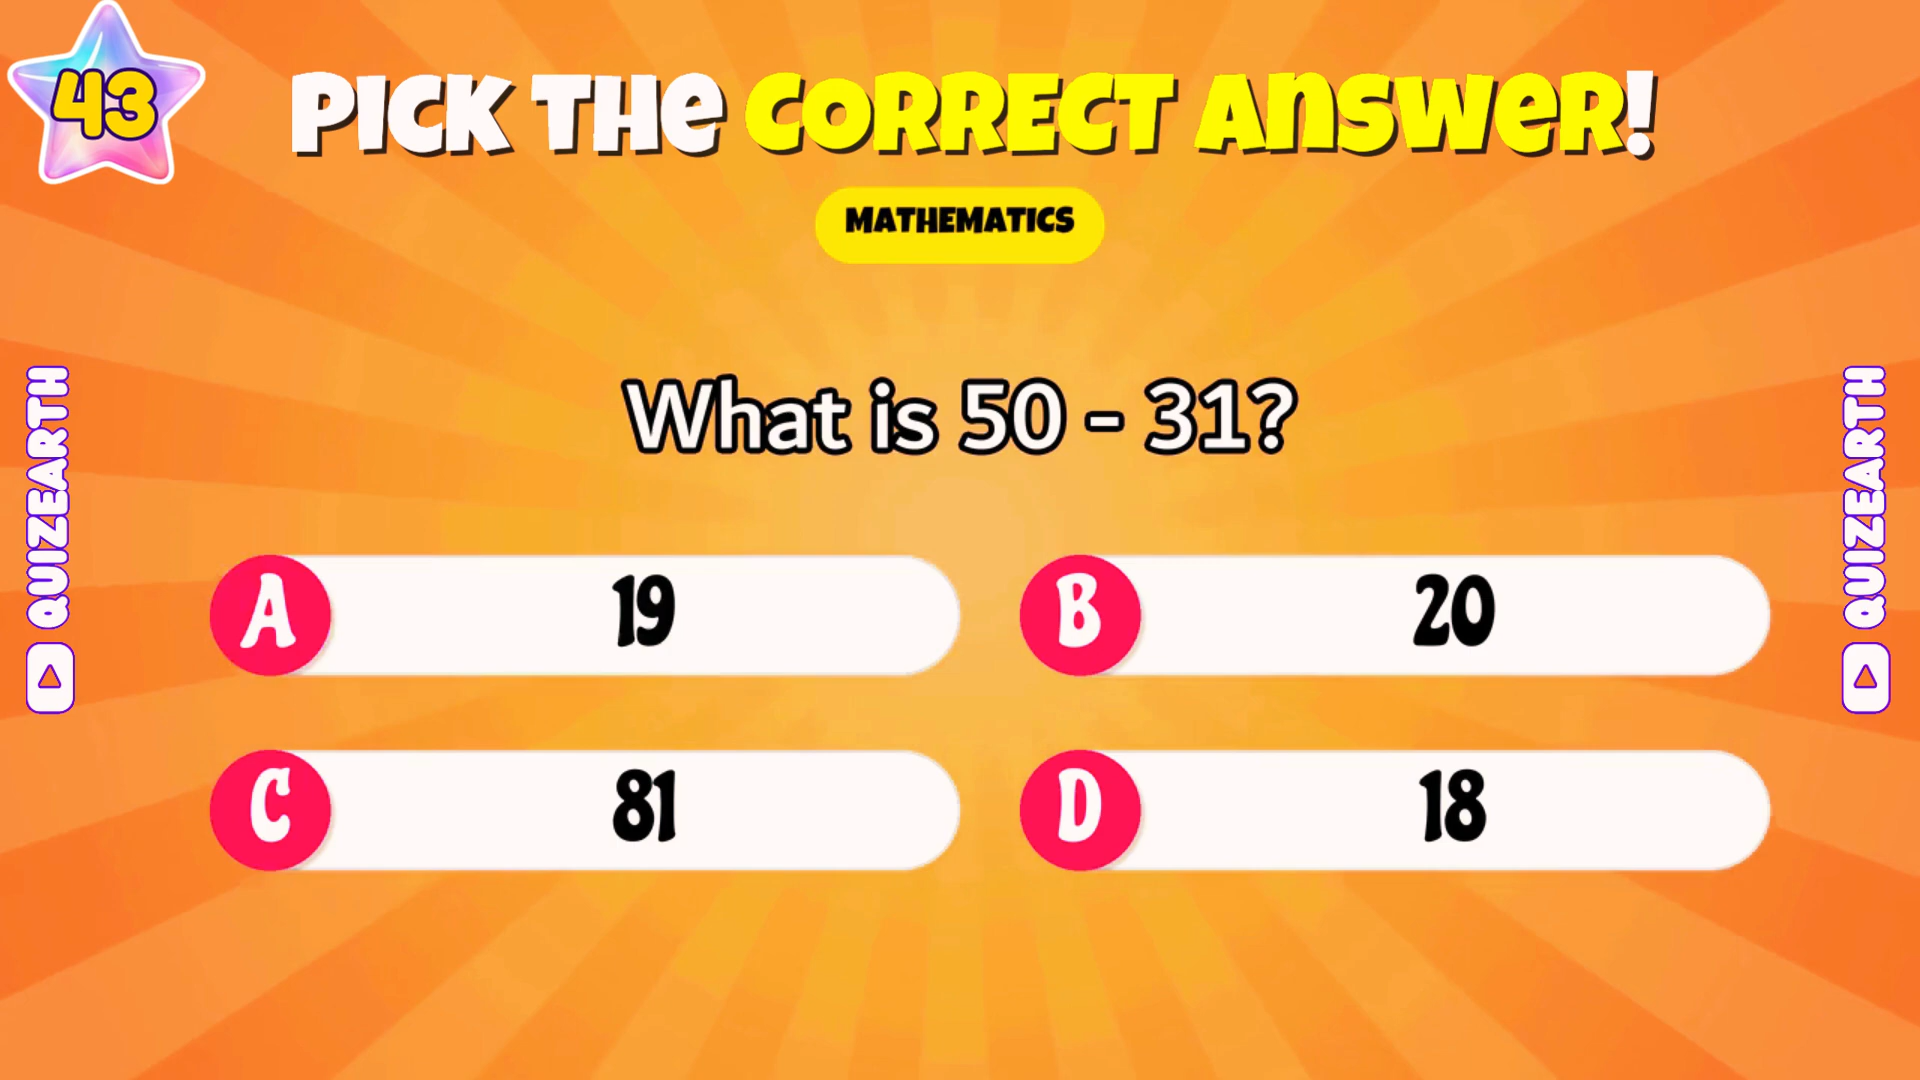 43
PICK THE CORRECT ANSWER!
MATHEMATICS
What is 50 - 31?
A 19
B 20
C 81
D 18
QUIZEARTH
QUIZEARTH